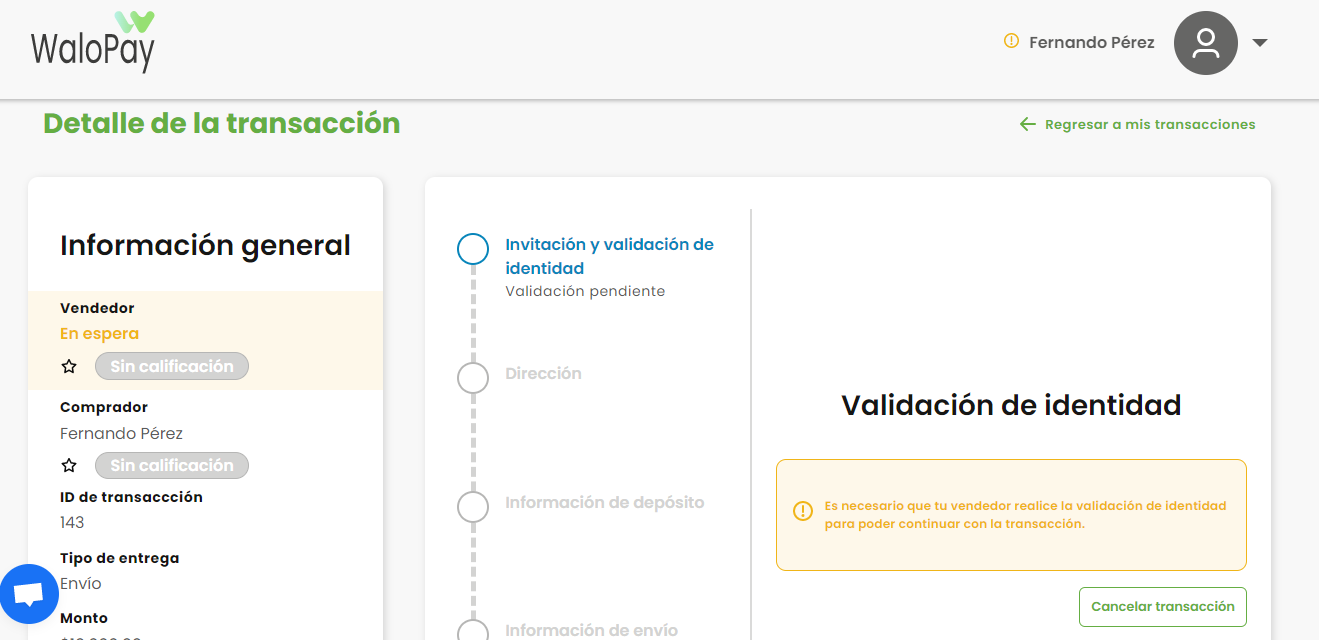 WaloPay
Fernando Pérez
Detalle de la transacción
Regresar a mis transacciones
Información general
Vendedor
En espera
Sin calificación
Comprador
Fernando Pérez
Sin calificación
ID de transaccción
143
Tipo de entrega
Envío
Monto
Invitación y validación de
identidad
Validación pendiente
Dirección
Información de depósito
Información de envío
Validación de identidad
Es necesario que tu vendedor realice la validación de identidad
para poder continuar con la transacción.
Cancelar transacción